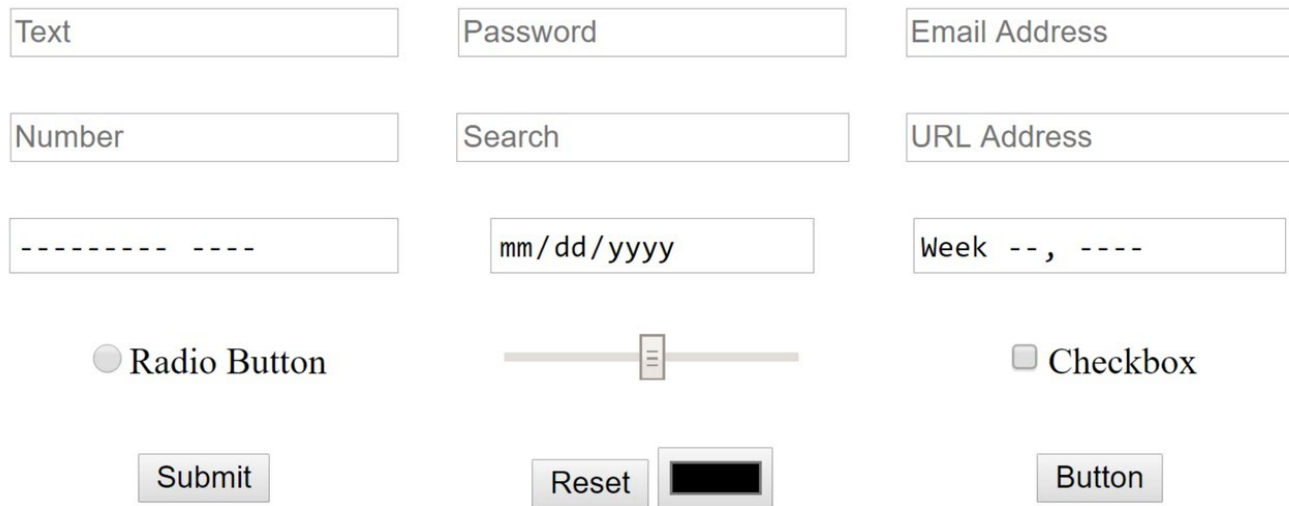 Text Password Email Address
Number Search URL Address
--------- ---- mm/dd/yyyy Week --, ----
Radio Button Checkbox
Submit Reset Button